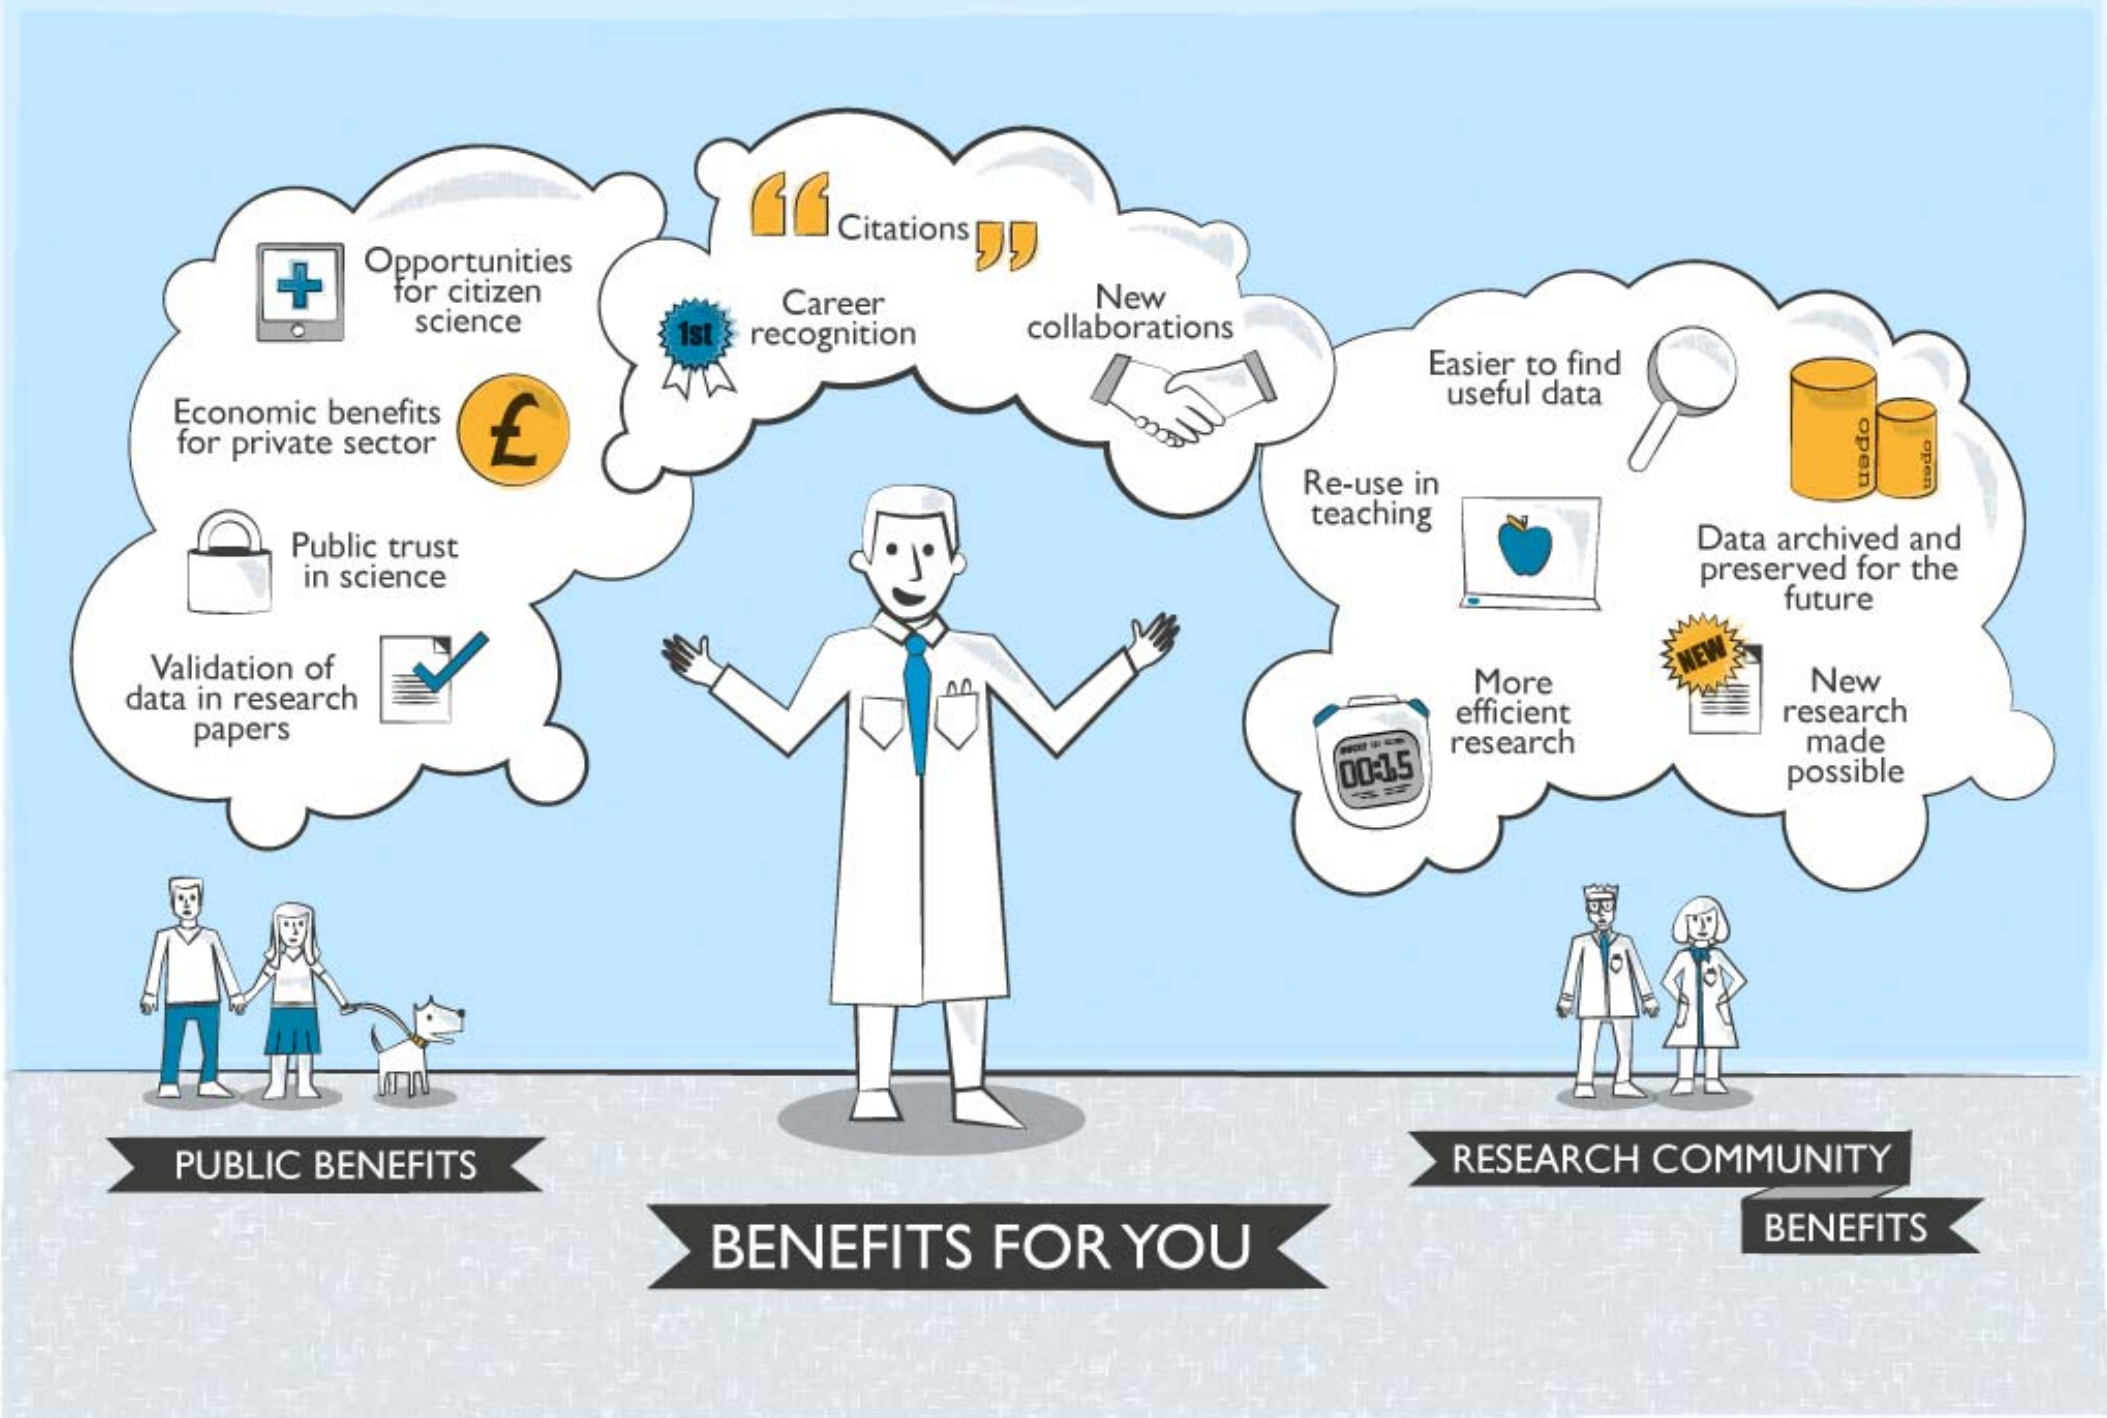 Opportunities
for citizen
science
Economic benefits
for private sector
£
Public trust
in science
Validation of
data in research
papers
“ Citations ”
1st
Career
recognition
New
collaborations
Easier to find
useful data
open
open
Re-use in
teaching
Data archived and
preserved for the
future
More
efficient
research
00:15
NEW
New
research
made
possible
PUBLIC BENEFITS
BENEFITS FOR YOU
RESEARCH COMMUNITY
BENEFITS